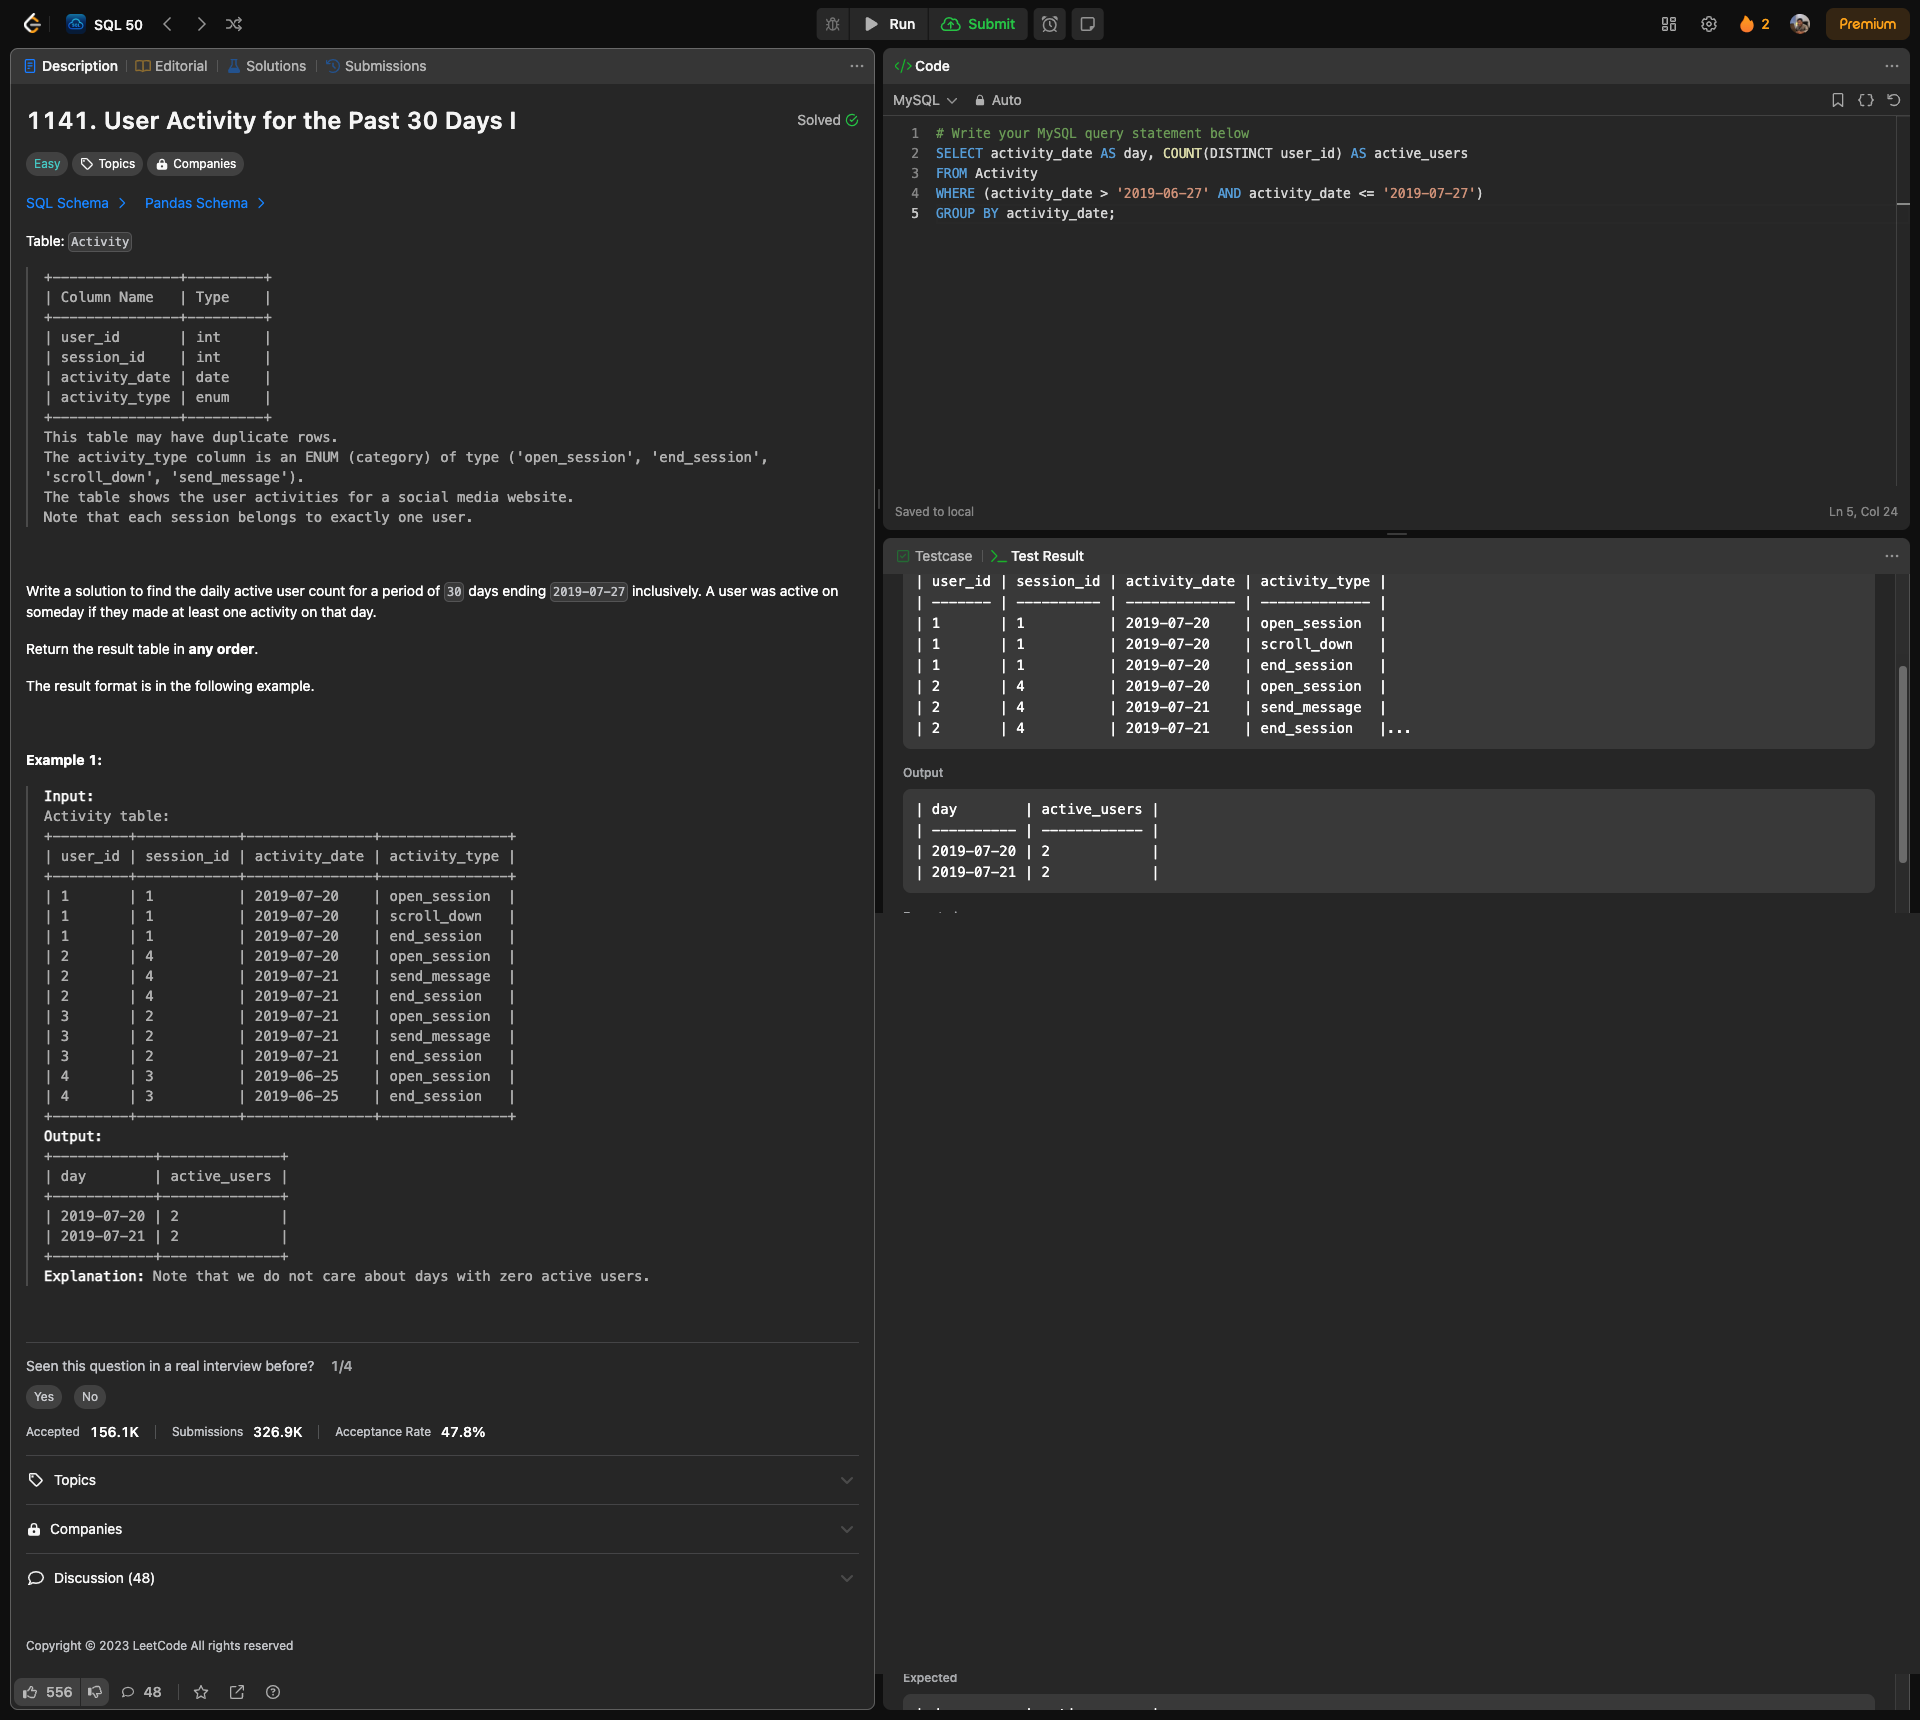 SQL 50
Run
Submit
2
Premium
Description
Editorial
Solutions
Submissions
1141. User Activity for the Past 30 Days I
Solved
Easy
Topics
Companies
SQL Schema
Pandas Schema
Table: Activity
+---------------+---------+
| Column Name   | Type    |
+---------------+---------+
| user_id       | int     |
| session_id    | int     |
| activity_date | date    |
| activity_type | enum    |
+---------------+---------+
This table may have duplicate rows.
The activity_type column is an ENUM (category) of type ('open_session', 'end_session',
'scroll_down', 'send_message').
The table shows the user activities for a social media website.
Note that each session belongs to exactly one user.
Write a solution to find the daily active user count for a period of 30 days ending 2019-07-27 inclusively. A user was active on
someday if they made at least one activity on that day.
Return the result table in any order.
The result format is in the following example.
Example 1:
Input:
Activity table:
+---------+------------+---------------+---------------+
| user_id | session_id | activity_date | activity_type |
+---------+------------+---------------+---------------+
| 1       | 1          | 2019-07-20    | open_session  |
| 1       | 1          | 2019-07-20    | scroll_down   |
| 1       | 1          | 2019-07-20    | end_session   |
| 2       | 4          | 2019-07-20    | open_session  |
| 2       | 4          | 2019-07-21    | send_message  |
| 2       | 4          | 2019-07-21    | end_session   |
| 3       | 2          | 2019-07-21    | open_session  |
| 3       | 2          | 2019-07-21    | send_message  |
| 3       | 2          | 2019-07-21    | end_session   |
| 4       | 3          | 2019-06-25    | open_session  |
| 4       | 3          | 2019-06-25    | end_session   |
+---------+------------+---------------+---------------+
Output:
+------------+--------------+
| day        | active_users |
+------------+--------------+
| 2019-07-20 | 2            |
| 2019-07-21 | 2            |
+------------+--------------+
Explanation: Note that we do not care about days with zero active users.
Seen this question in a real interview before? 1/4
Yes
No
Accepted 156.1K
Submissions 326.9K
Acceptance Rate 47.8%
Topics
Companies
Discussion (48)
Copyright © 2023 LeetCode All rights reserved
556
48
</> Code
MySQL
Auto
1 # Write your MySQL query statement below
2 SELECT activity_date AS day, COUNT(DISTINCT user_id) AS active_users
3 FROM Activity
4 WHERE (activity_date > '2019-06-27' AND activity_date <= '2019-07-27')
5 GROUP BY activity_date;
Saved to local
Ln 5, Col 24
Testcase
Test Result
| user_id | session_id | activity_date | activity_type |
| ------- | ---------- | ------------- | ------------- |
| 1       | 1          | 2019-07-20    | open_session  |
| 1       | 1          | 2019-07-20    | scroll_down   |
| 1       | 1          | 2019-07-20    | end_session   |
| 2       | 4          | 2019-07-20    | open_session  |
| 2       | 4          | 2019-07-21    | send_message  |
| 2       | 4          | 2019-07-21    | end_session   |...
Output
| day        | active_users |
| ---------- | ------------ |
| 2019-07-20 | 2            |
| 2019-07-21 | 2            |
Expected